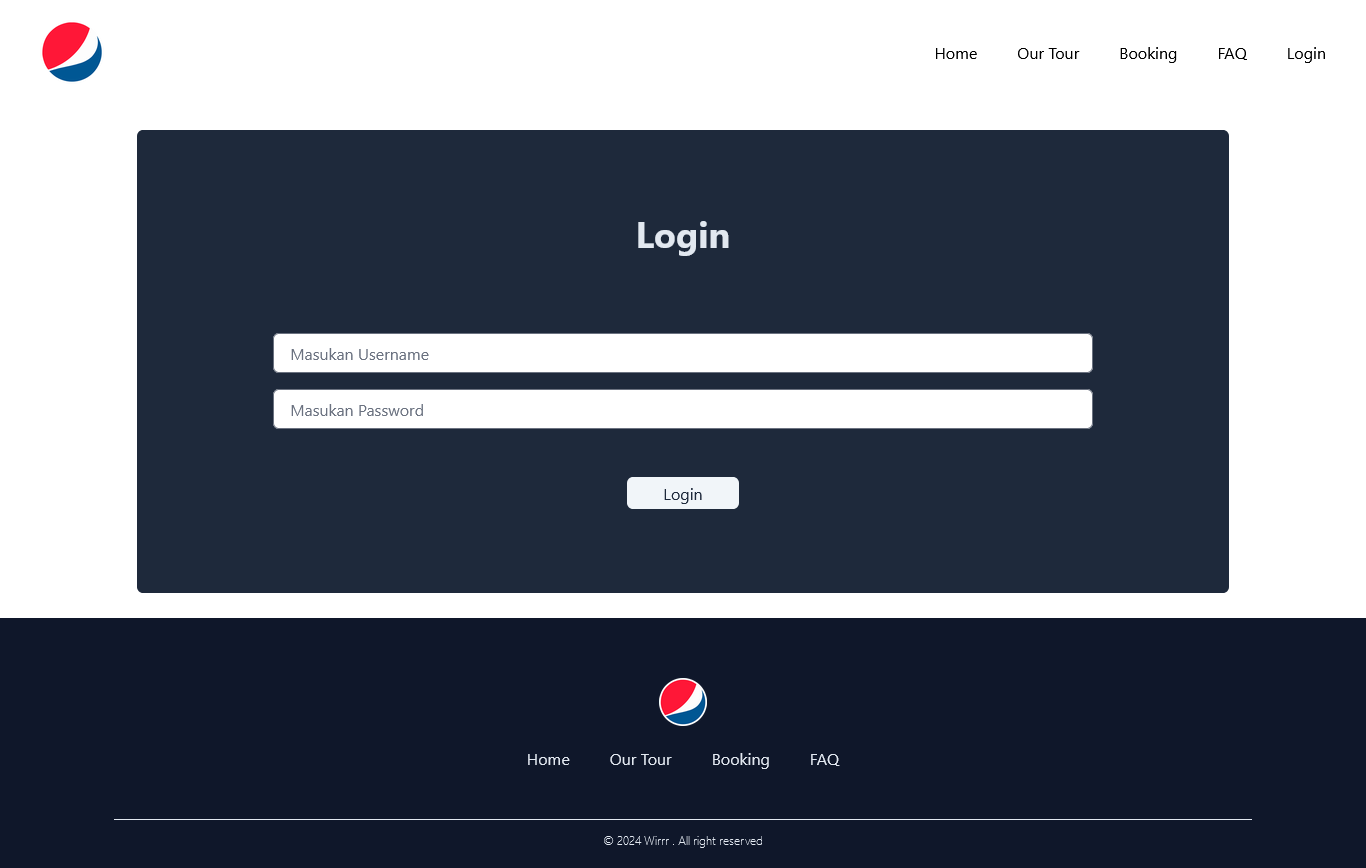 Home Our Tour Booking FAQ Login
Login
Masukan Username
Masukan Password
Login
Home Our Tour Booking FAQ
© 2024 Wirrr . All right reserved